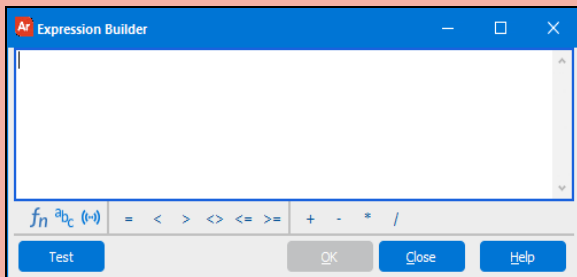 Ar Expression Builder
fn abc = < > <> <= >= + - * /
Test OK Close Help